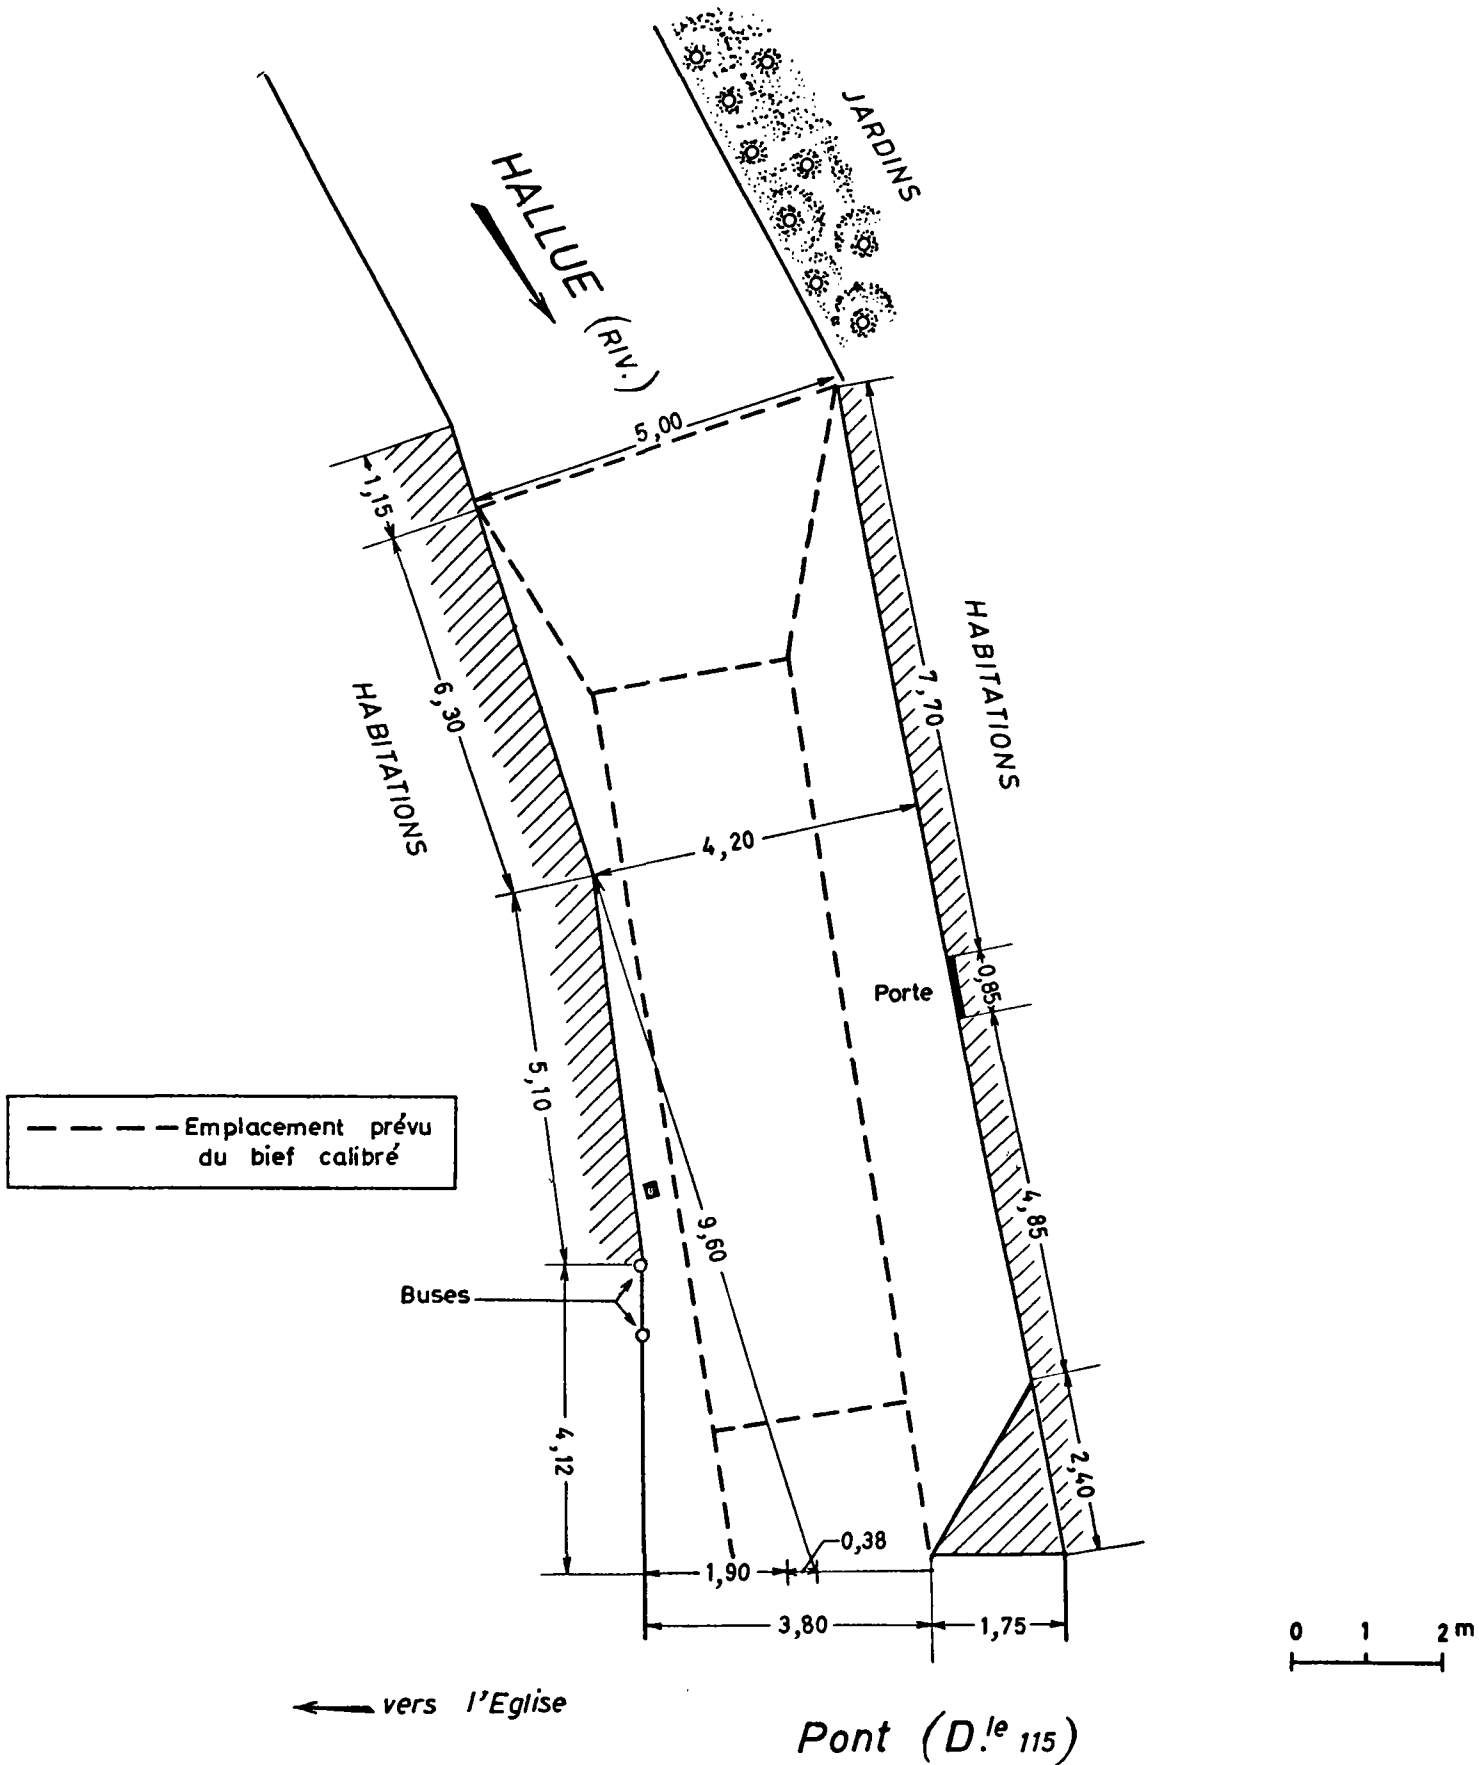 JARDINS
HALLUE (RIV.)
5,00
1,15
6,30
HABITATIONS
HABITATIONS
7,70
4,20
Porte
0,85
5,10
Emplacement prévu
du bief calibré
9,60
4,85
Buses
4,12
2,40
0,38
1,90
3,80
1,75
0 1 2 m
vers l'Eglise
Pont (D.le 115)